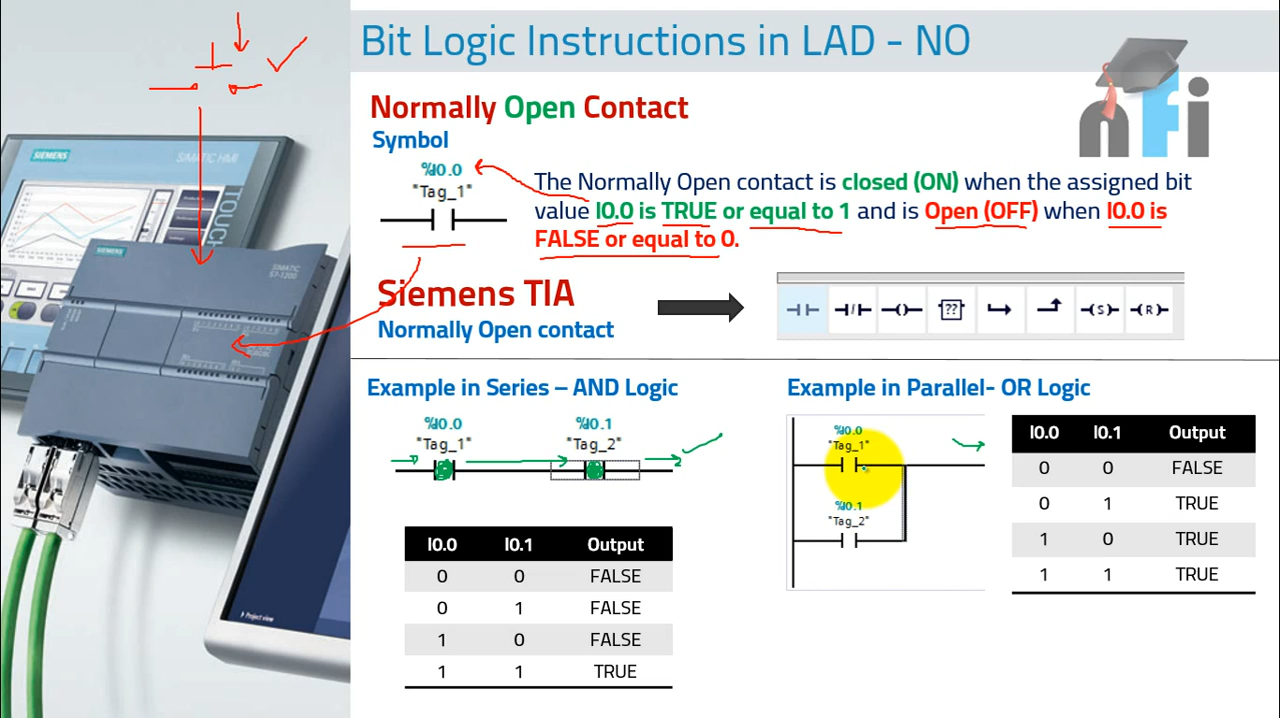 Bit Logic Instructions in LAD - NO
nfi
Normally Open Contact
Symbol
%I0.0
"Tag_1"
The Normally Open contact is closed (ON) when the assigned bit
value I0.0 is TRUE or equal to 1 and is Open (OFF) when I0.0 is
FALSE or equal to 0.
SIEMENS
SIMATIC HMI
TOUCH
SIEMENS
SIMATIC
S7-1200
Project view
Siemens TIA
Normally Open contact
??
S
R
Example in Series – AND Logic
%I0.0 %I0.1
"Tag_1" "Tag_2"
I0.0 I0.1 Output
0 0 FALSE
0 1 FALSE
1 0 FALSE
1 1 TRUE
Example in Parallel- OR Logic
%I0.0
"Tag_1"
%I0.1
"Tag_2"
I0.0 I0.1 Output
0 0 FALSE
0 1 TRUE
1 0 TRUE
1 1 TRUE